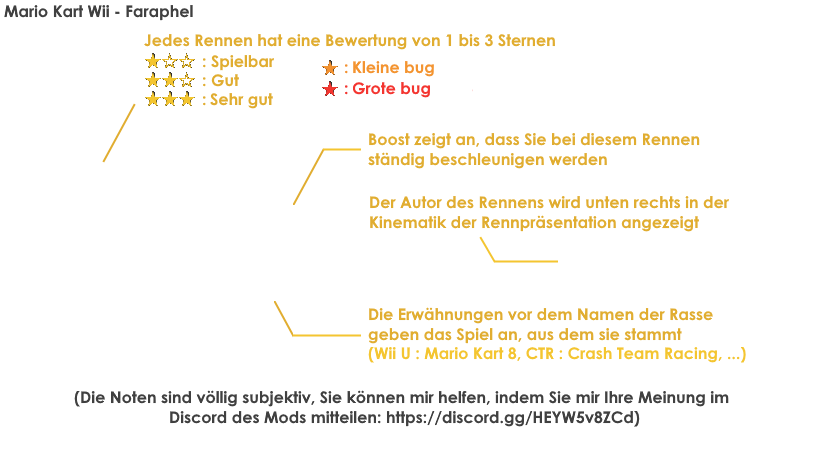 Mario Kart Wii - Faraphel
Jedes Rennen hat eine Bewertung von 1 bis 3 Sternen
: Spielbar
: Gut
: Sehr gut
: Kleine bug
: Grote bug
Boost zeigt an, dass Sie bei diesem Rennen
ständig beschleunigen werden
Der Autor des Rennens wird unten rechts in der
Kinematik der Rennpräsentation angezeigt
Die Erwähnungen vor dem Namen der Rasse
geben das Spiel an, aus dem sie stammt
(Wii U : Mario Kart 8, CTR : Crash Team Racing, ...)
(Die Noten sind völlig subjektiv, Sie können mir helfen, indem Sie mir Ihre Meinung im
Discord des Mods mitteilen: https://discord.gg/HEYW5v8ZCd)